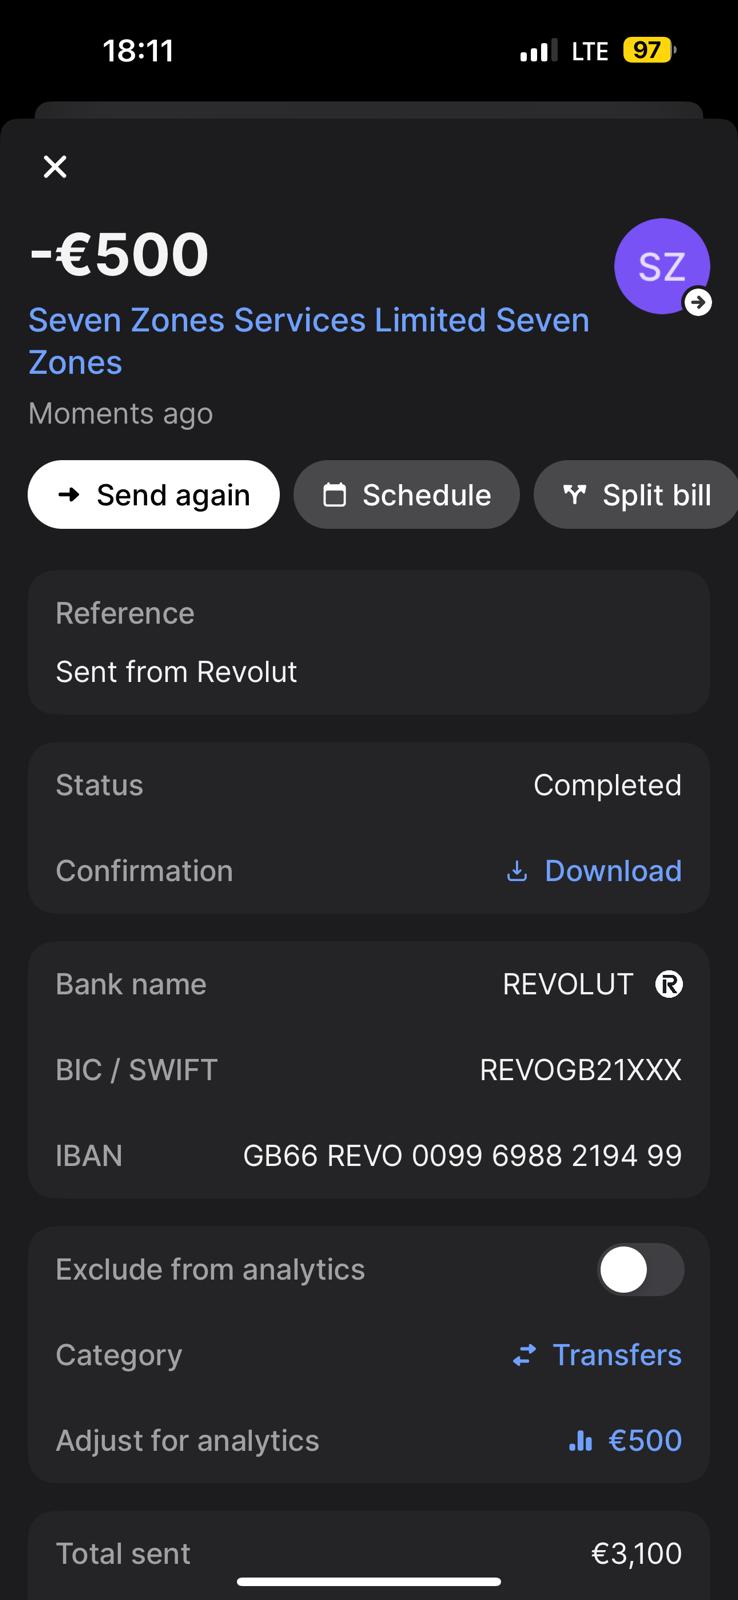 18:11
LTE 97
-€500
SZ
Seven Zones Services Limited Seven
Zones
Moments ago
Send again
Schedule
Split bill
Reference
Sent from Revolut
Status Completed
Confirmation Download
Bank name REVOLUT R
BIC / SWIFT REVOGB21XXX
IBAN GB66 REVO 0099 6988 2194 99
Exclude from analytics
Category Transfers
Adjust for analytics €500
Total sent €3,100